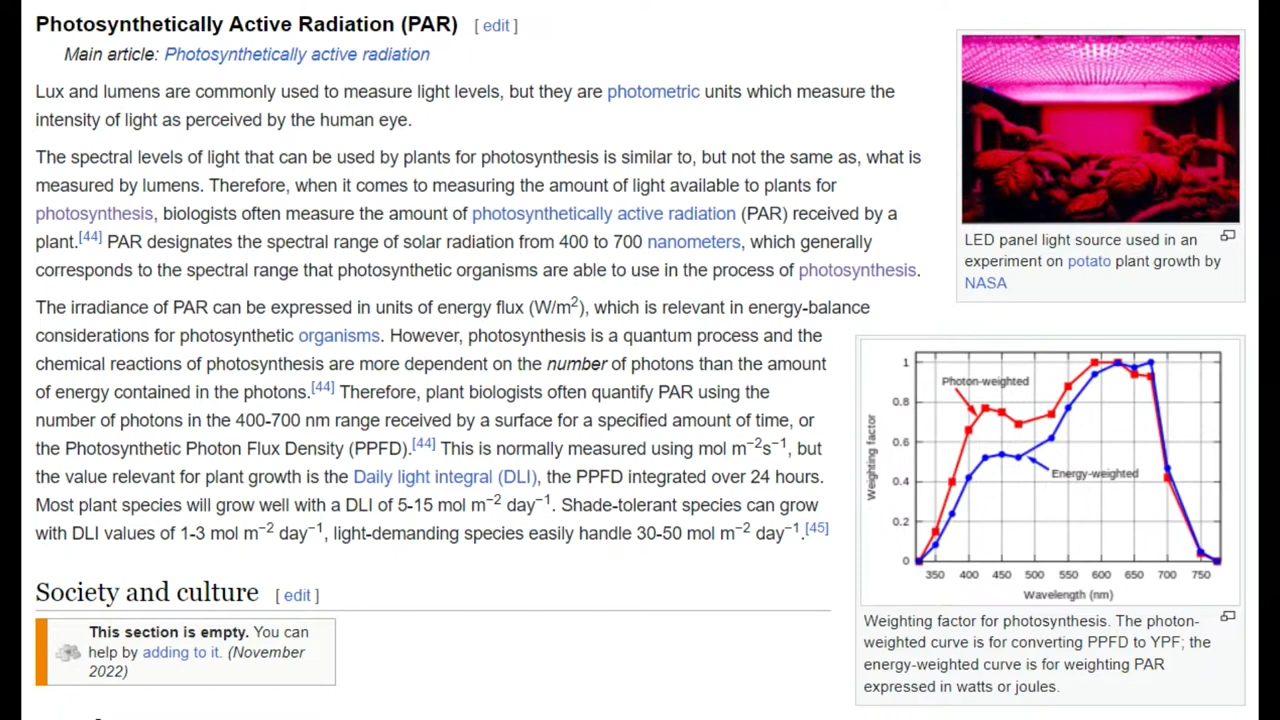 Photosynthetically Active Radiation (PAR) [ edit ]
Main article: Photosynthetically active radiation
Lux and lumens are commonly used to measure light levels, but they are photometric units which measure the
intensity of light as perceived by the human eye.
The spectral levels of light that can be used by plants for photosynthesis is similar to, but not the same as, what is
measured by lumens. Therefore, when it comes to measuring the amount of light available to plants for
photosynthesis, biologists often measure the amount of photosynthetically active radiation (PAR) received by a
plant.[44] PAR designates the spectral range of solar radiation from 400 to 700 nanometers, which generally
corresponds to the spectral range that photosynthetic organisms are able to use in the process of photosynthesis.
The irradiance of PAR can be expressed in units of energy flux (W/m²), which is relevant in energy-balance
considerations for photosynthetic organisms. However, photosynthesis is a quantum process and the
chemical reactions of photosynthesis are more dependent on the number of photons than the amount
of energy contained in the photons.[44] Therefore, plant biologists often quantify PAR using the
number of photons in the 400-700 nm range received by a surface for a specified amount of time, or
the Photosynthetic Photon Flux Density (PPFD).[44] This is normally measured using mol m⁻²s⁻¹, but
the value relevant for plant growth is the Daily light integral (DLI), the PPFD integrated over 24 hours.
Most plant species will grow well with a DLI of 5-15 mol m⁻² day⁻¹. Shade-tolerant species can grow
with DLI values of 1-3 mol m⁻² day⁻¹, light-demanding species easily handle 30-50 mol m⁻² day⁻¹.[45]
Society and culture [ edit ]
This section is empty. You can
help by adding to it. (November
2022)
LED panel light source used in an
experiment on potato plant growth by
NASA
1
0.8
0.6
0.4
0.2
0
Weighting factor
Photon-weighted
Energy-weighted
350 400 450 500 550 600 650 700 750
Wavelength (nm)
Weighting factor for photosynthesis. The photon-
weighted curve is for converting PPFD to YPF; the
energy-weighted curve is for weighting PAR
expressed in watts or joules.